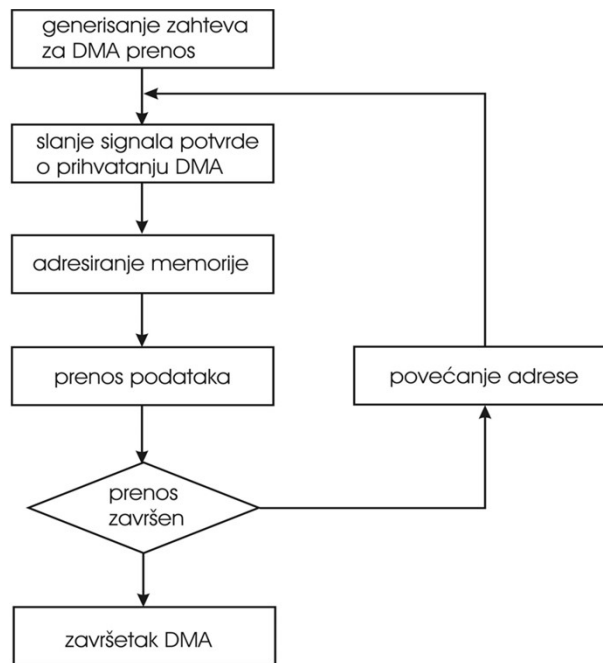 generisanje zahteva
za DMA prenos
slanje signala potvrde
o prihvatanju DMA
adresiranje memorije
prenos podataka
povećanje adrese
prenos
završen
završetak DMA